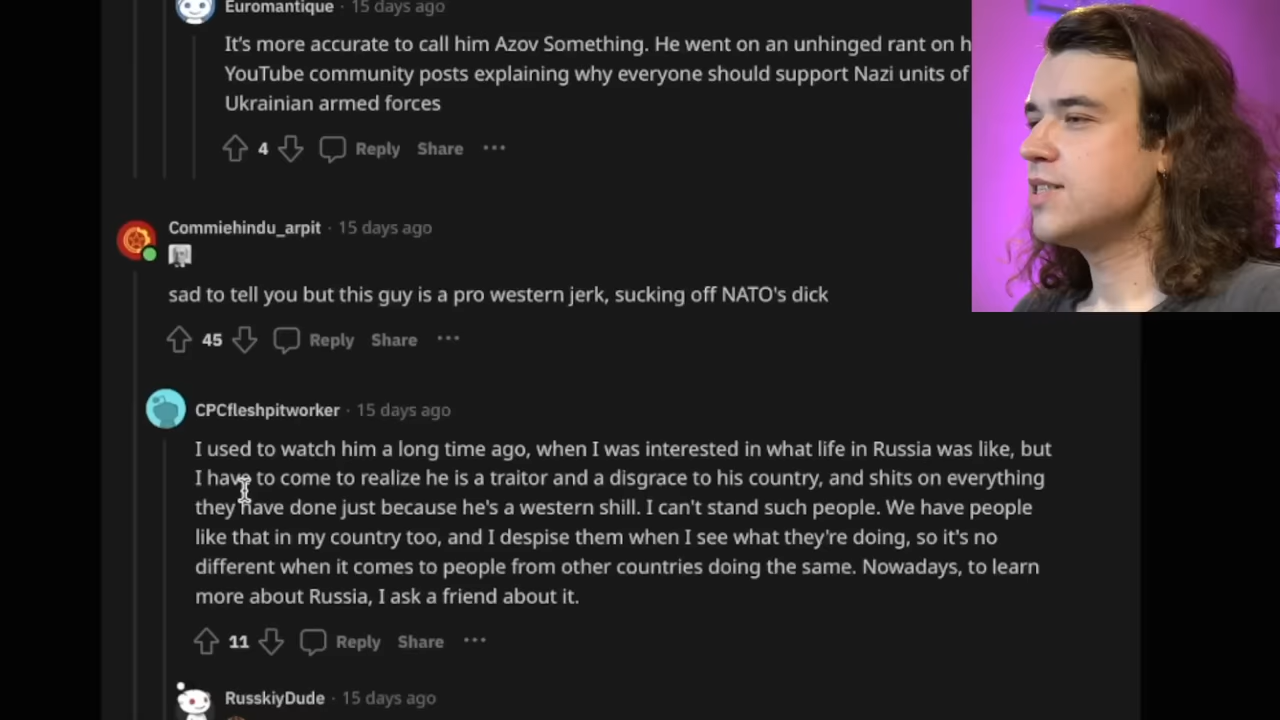 Euromantique · 15 days ago
It's more accurate to call him Azov Something. He went on an unhinged rant on h
YouTube community posts explaining why everyone should support Nazi units of
Ukrainian armed forces
4 Reply Share ···
Commiehindu_arpit · 15 days ago
sad to tell you but this guy is a pro western jerk, sucking off NATO's dick
45 Reply Share ···
CPCfleshpitworker · 15 days ago
I used to watch him a long time ago, when I was interested in what life in Russia was like, but
I have to come to realize he is a traitor and a disgrace to his country, and shits on everything
they have done just because he's a western shill. I can't stand such people. We have people
like that in my country too, and I despise them when I see what they're doing, so it's no
different when it comes to people from other countries doing the same. Nowadays, to learn
more about Russia, I ask a friend about it.
11 Reply Share ···
RusskiyDude · 15 days ago